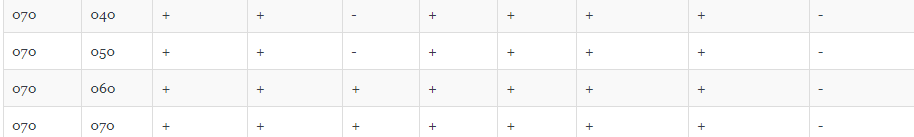 070 040 + + - + + + + -
070 050 + + - + + + + -
070 060 + + + + + + + -
070 070 + + + + + + + -